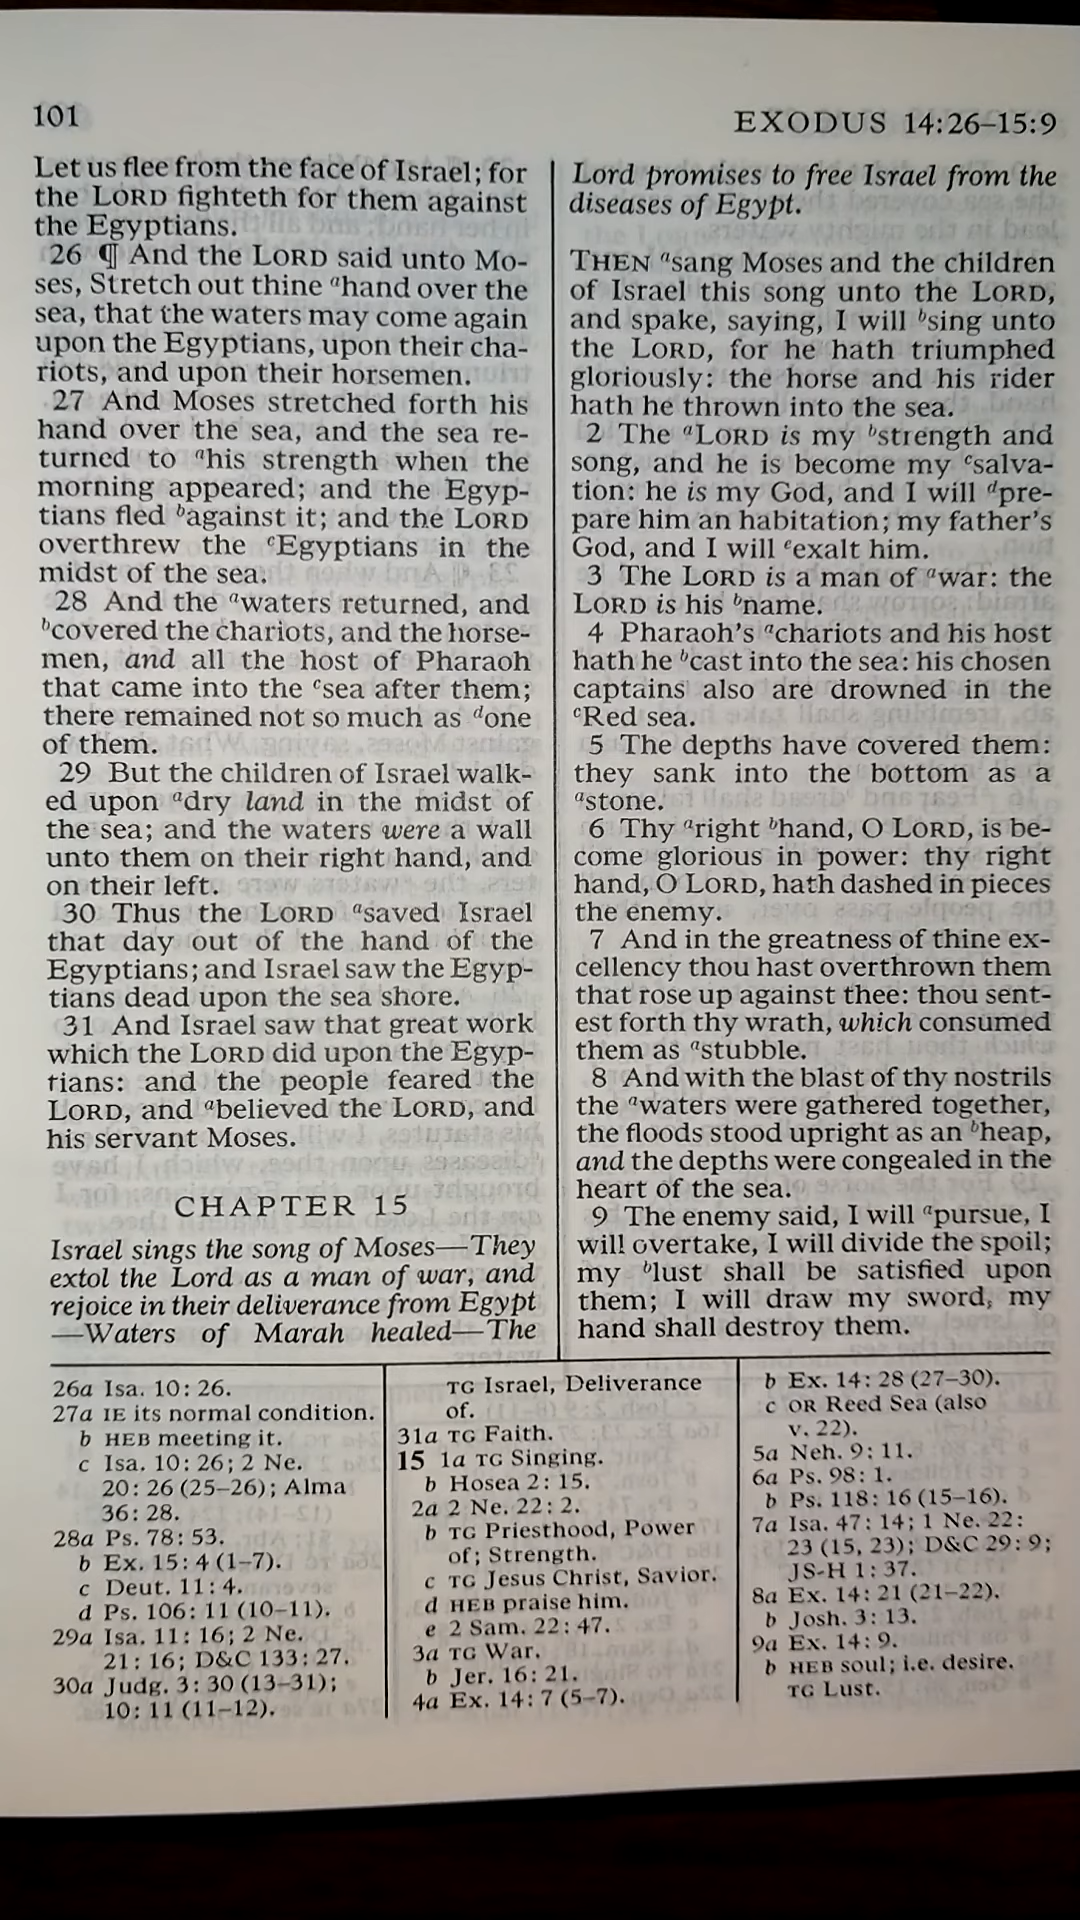 101
EXODUS 14:26–15:9
Let us flee from the face of Israel; for
the LORD fighteth for them against
the Egyptians.
26 ¶ And the LORD said unto Mo-
ses, Stretch out thine ᵃhand over the
sea, that the waters may come again
upon the Egyptians, upon their cha-
riots, and upon their horsemen.
27 And Moses stretched forth his
hand over the sea, and the sea re-
turned to ᵃhis strength when the
morning appeared; and the Egyp-
tians fled ᵇagainst it; and the LORD
overthrew the ᶜEgyptians in the
midst of the sea.
28 And the ᵃwaters returned, and
ᵇcovered the chariots, and the horse-
men, and all the host of Pharaoh
that came into the ᶜsea after them;
there remained not so much as ᵈone
of them.
29 But the children of Israel walk-
ed upon ᵃdry land in the midst of
the sea; and the waters were a wall
unto them on their right hand, and
on their left.
30 Thus the LORD ᵃsaved Israel
that day out of the hand of the
Egyptians; and Israel saw the Egyp-
tians dead upon the sea shore.
31 And Israel saw that great work
which the LORD did upon the Egyp-
tians: and the people feared the
LORD, and ᵃbelieved the LORD, and
his servant Moses.
CHAPTER 15
Israel sings the song of Moses—They
extol the Lord as a man of war, and
rejoice in their deliverance from Egypt
—Waters of Marah healed—The
Lord promises to free Israel from the
diseases of Egypt.
THEN ᵃsang Moses and the children
of Israel this song unto the LORD,
and spake, saying, I will ᵇsing unto
the LORD, for he hath triumphed
gloriously: the horse and his rider
hath he thrown into the sea.
2 The ᵃLORD is my ᵇstrength and
song, and he is become my ᶜsalva-
tion: he is my God, and I will ᵈpre-
pare him an habitation; my father's
God, and I will ᵉexalt him.
3 The LORD is a man of ᵃwar: the
LORD is his ᵇname.
4 Pharaoh's ᵃchariots and his host
hath he ᵇcast into the sea: his chosen
captains also are drowned in the
ᶜRed sea.
5 The depths have covered them:
they sank into the bottom as a
ᵃstone.
6 Thy ᵃright ᵇhand, O LORD, is be-
come glorious in power: thy right
hand, O LORD, hath dashed in pieces
the enemy.
7 And in the greatness of thine ex-
cellency thou hast overthrown them
that rose up against thee: thou sent-
est forth thy wrath, which consumed
them as ᵃstubble.
8 And with the blast of thy nostrils
the ᵃwaters were gathered together,
the floods stood upright as an ᵇheap,
and the depths were congealed in the
heart of the sea.
9 The enemy said, I will ᵃpursue, I
will overtake, I will divide the spoil;
my ᵇlust shall be satisfied upon
them; I will draw my sword, my
hand shall destroy them.
26a Isa. 10: 26.
27a IE its normal condition.
b HEB meeting it.
c Isa. 10: 26; 2 Ne.
20: 26 (25–26); Alma
36: 28.
28a Ps. 78: 53.
b Ex. 15: 4 (1–7).
c Deut. 11: 4.
d Ps. 106: 11 (10–11).
29a Isa. 11: 16; 2 Ne.
21: 16; D&C 133: 27.
30a Judg. 3: 30 (13–31);
10: 11 (11–12).
TG Israel, Deliverance
of.
31a TG Faith.
15 1a TG Singing.
b Hosea 2: 15.
2a 2 Ne. 22: 2.
b TG Priesthood, Power
of; Strength.
c TG Jesus Christ, Savior.
d HEB praise him.
e 2 Sam. 22: 47.
3a TG War.
b Jer. 16: 21.
4a Ex. 14: 7 (5–7).
b Ex. 14: 28 (27–30).
c OR Reed Sea (also
v. 22).
5a Neh. 9: 11.
6a Ps. 98: 1.
b Ps. 118: 16 (15–16).
7a Isa. 47: 14; 1 Ne. 22:
23 (15, 23); D&C 29: 9;
JS-H 1: 37.
8a Ex. 14: 21 (21–22).
b Josh. 3: 13.
9a Ex. 14: 9.
b HEB soul; i.e. desire.
TG Lust.